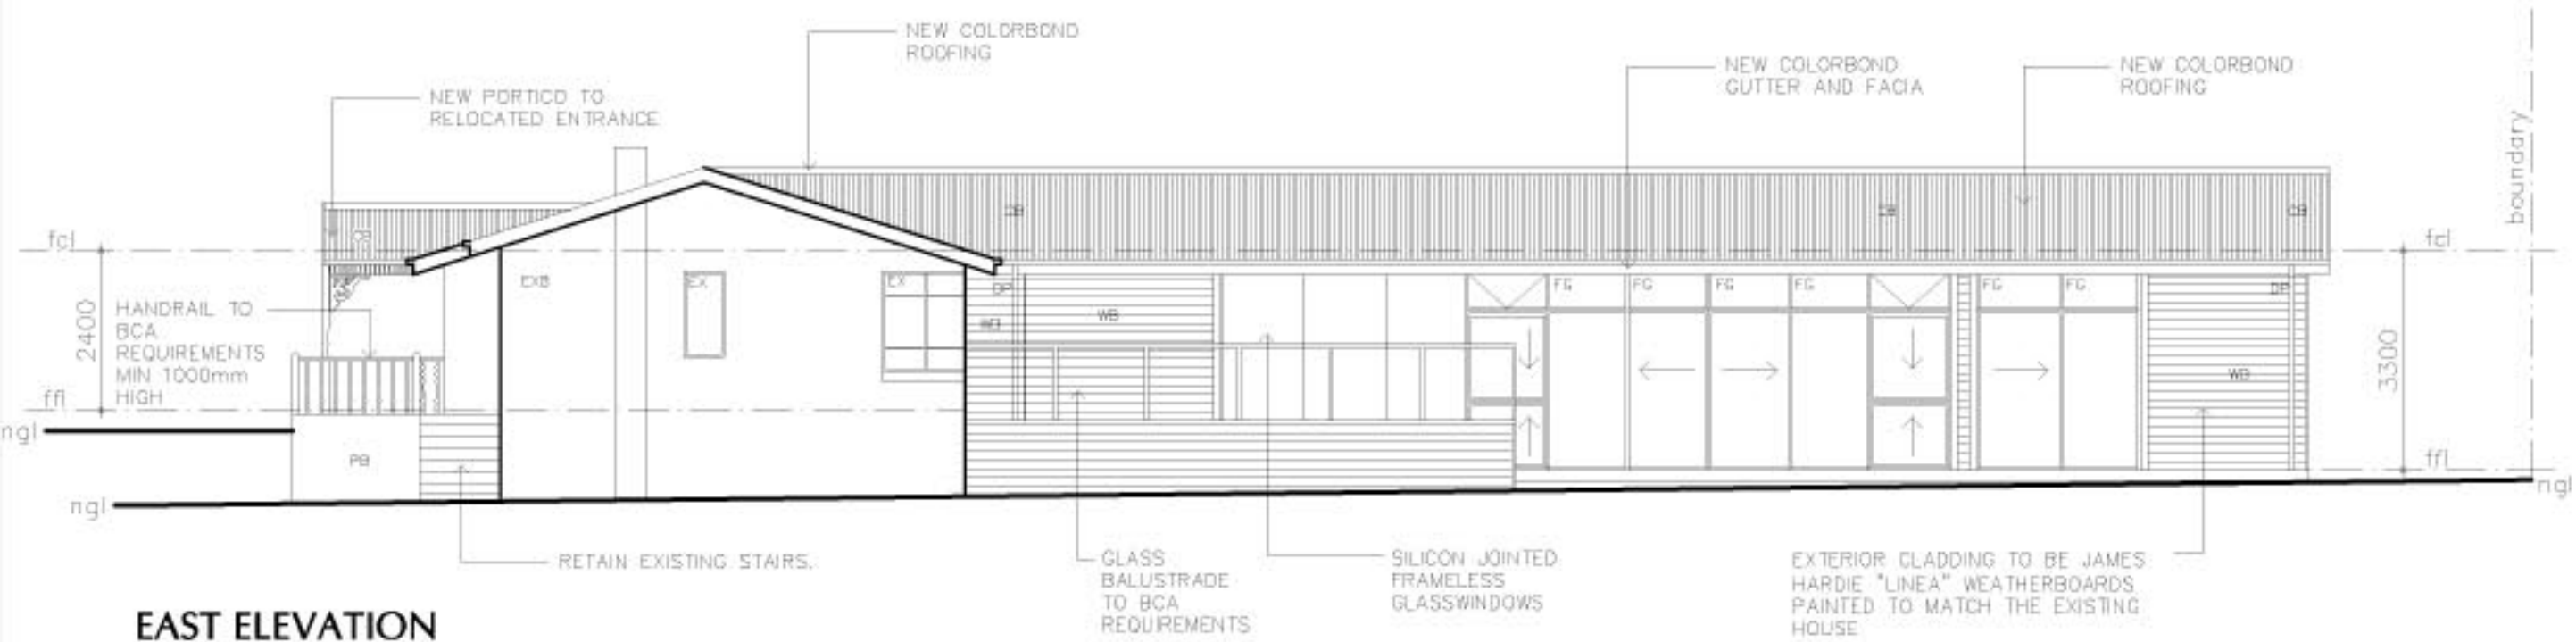 NEW COLORBOND
ROOFING
NEW COLORBOND
GUTTER AND FACIA
NEW COLORBOND
ROOFING
NEW PORTICO TO
RELOCATED ENTRANCE
boundary
fcl
fcl
CB
CB
CB
CB
EXB
EX
EX
DP
WB
WB
FG
FG
FG
FG
FG
FG
DP
WB
2400
HANDRAIL TO
BCA
REQUIREMENTS
MIN 1000mm
HIGH
3300
ffl
ngl
PB
ffl
ngl
ngl
RETAIN EXISTING STAIRS.
GLASS
BALUSTRADE
TO BCA
REQUIREMENTS
SILICON JOINTED
FRAMELESS
GLASSWINDOWS
EXTERIOR CLADDING TO BE JAMES
HARDIE "LINEA" WEATHERBOARDS
PAINTED TO MATCH THE EXISTING
HOUSE
EAST ELEVATION